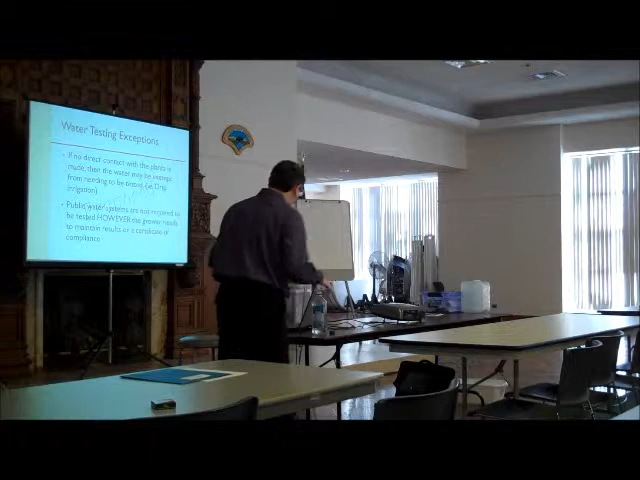 Water Testing Exceptions
• If no direct contact with the plants is
made, then the water may be
from needing to be tested. (ie. Drip
irrigation)
• Public water systems are not required to
be tested HOWEVER the grower needs
to maintain results or a certificate of
compliance